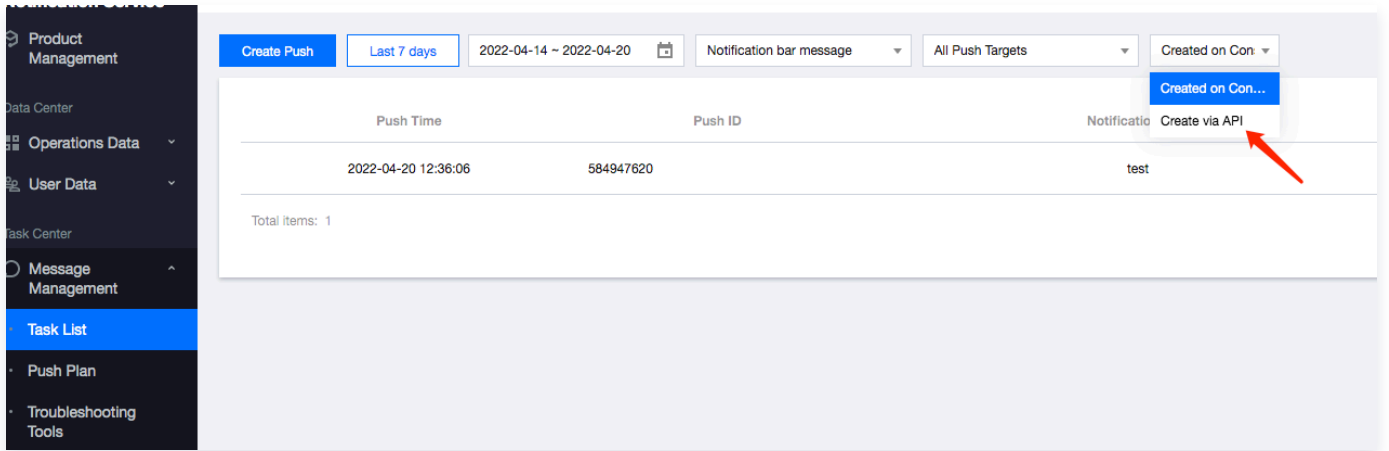 Notification Service
Product
Management
Data Center
Operations Data
User Data
Task Center
Message
Management
Task List
Push Plan
Troubleshooting
Tools
Create Push
Last 7 days
2022-04-14 ~ 2022-04-20
Notification bar message
All Push Targets
Created on Con
Created on Con...
Create via API
Push Time
Push ID
Notificatio
2022-04-20 12:36:06
584947620
test
Total items: 1